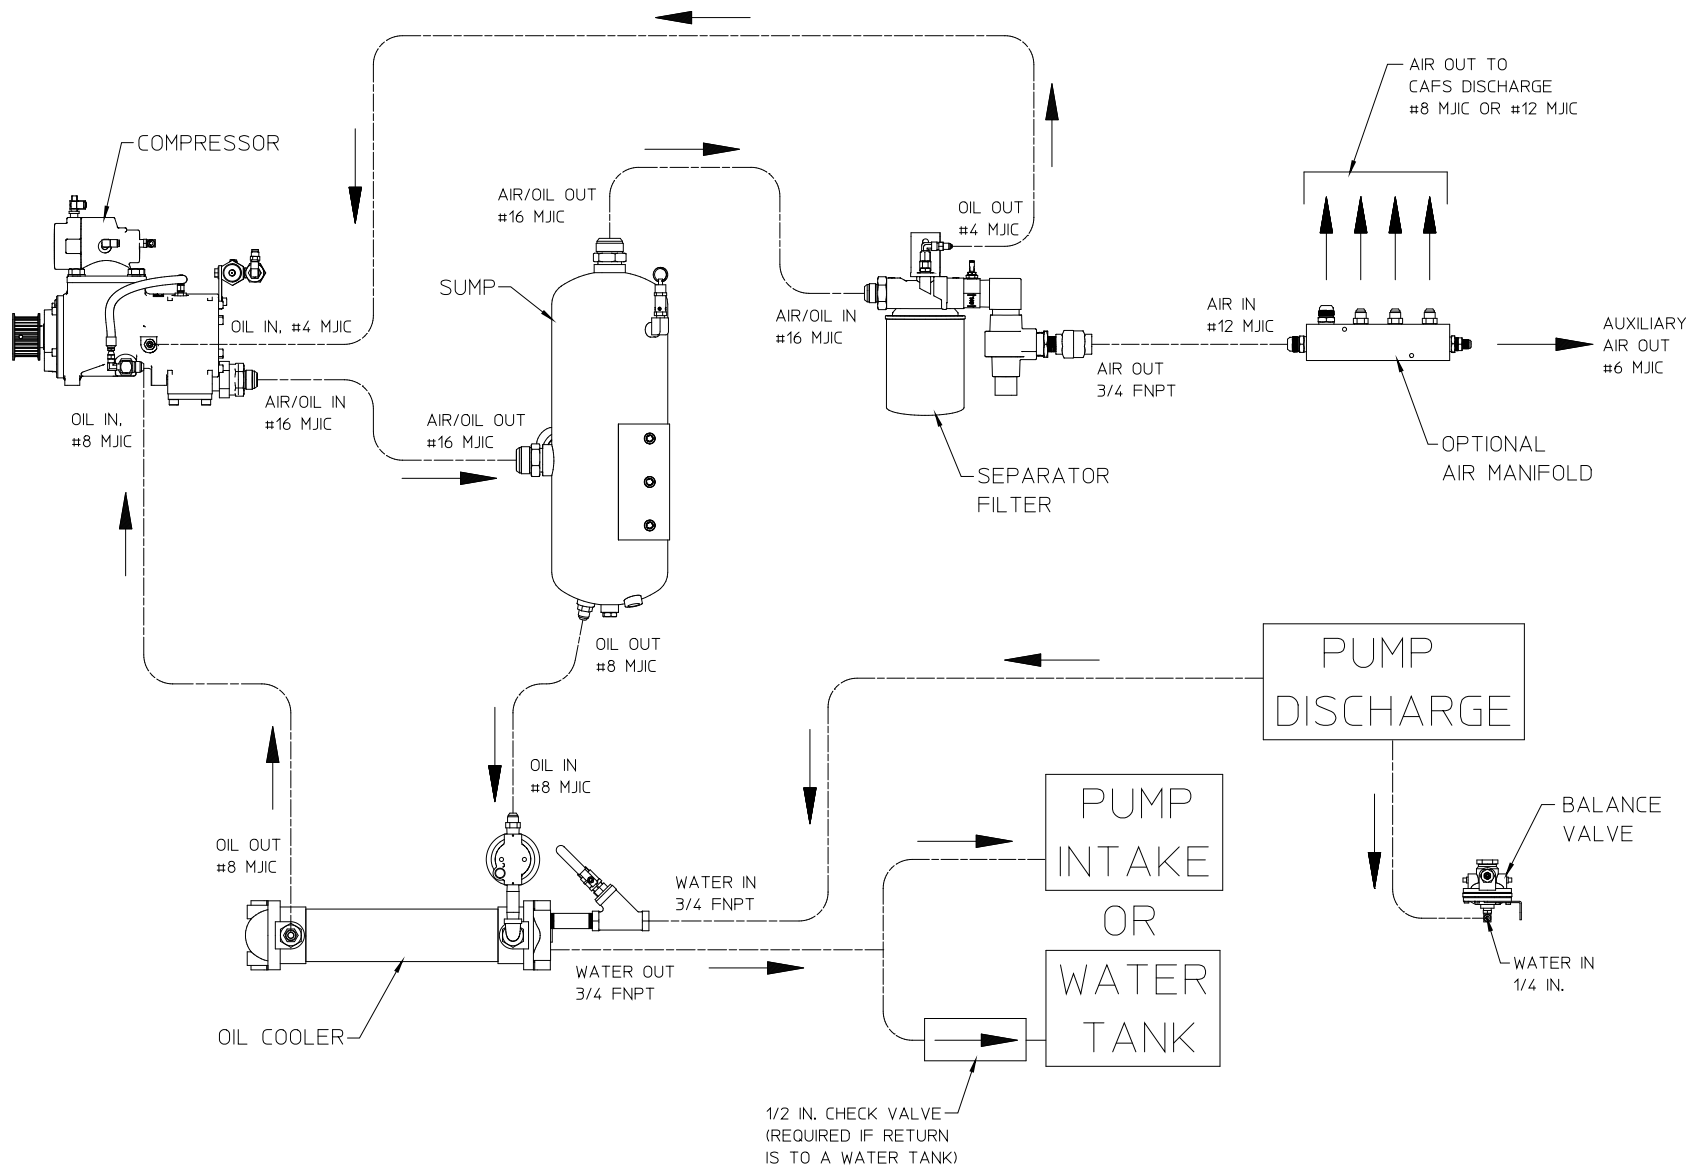 AIR OUT TO
CAFS DISCHARGE
#8 MJIC OR #12 MJIC
COMPRESSOR
AIR/OIL OUT
#16 MJIC
OIL OUT
#4 MJIC
SUMP
OIL IN, #4 MJIC
AIR/OIL IN
#16 MJIC
AIR IN
#12 MJIC
AUXILIARY
AIR OUT
#6 MJIC
AIR OUT
3/4 FNPT
AIR/OIL IN
#16 MJIC
OIL IN,
#8 MJIC
AIR/OIL OUT
#16 MJIC
OPTIONAL
AIR MANIFOLD
SEPARATOR
FILTER
OIL OUT
#8 MJIC
PUMP
DISCHARGE
OIL IN
#8 MJIC
PUMP
INTAKE
OR
WATER
TANK
BALANCE
VALVE
OIL OUT
#8 MJIC
WATER IN
3/4 FNPT
WATER OUT
3/4 FNPT
WATER IN
1/4 IN.
OIL COOLER
1/2 IN. CHECK VALVE
(REQUIRED IF RETURN
IS TO A WATER TANK)